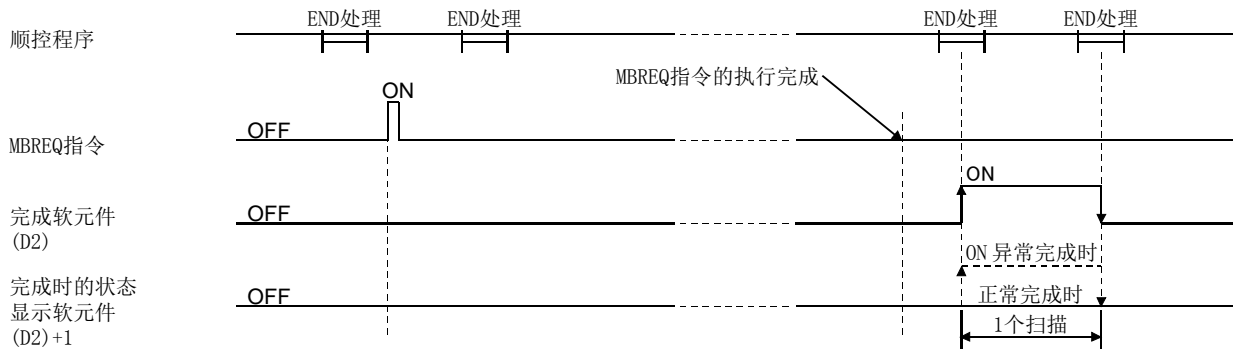 END处理 END处理 END处理 END处理
顺控程序
MBREQ指令的执行完成
ON
OFF
MBREQ指令
ON
OFF
完成软元件
(D2)
ON 异常完成时
完成时的状态
显示软元件
(D2)+1
OFF
正常完成时
1个扫描